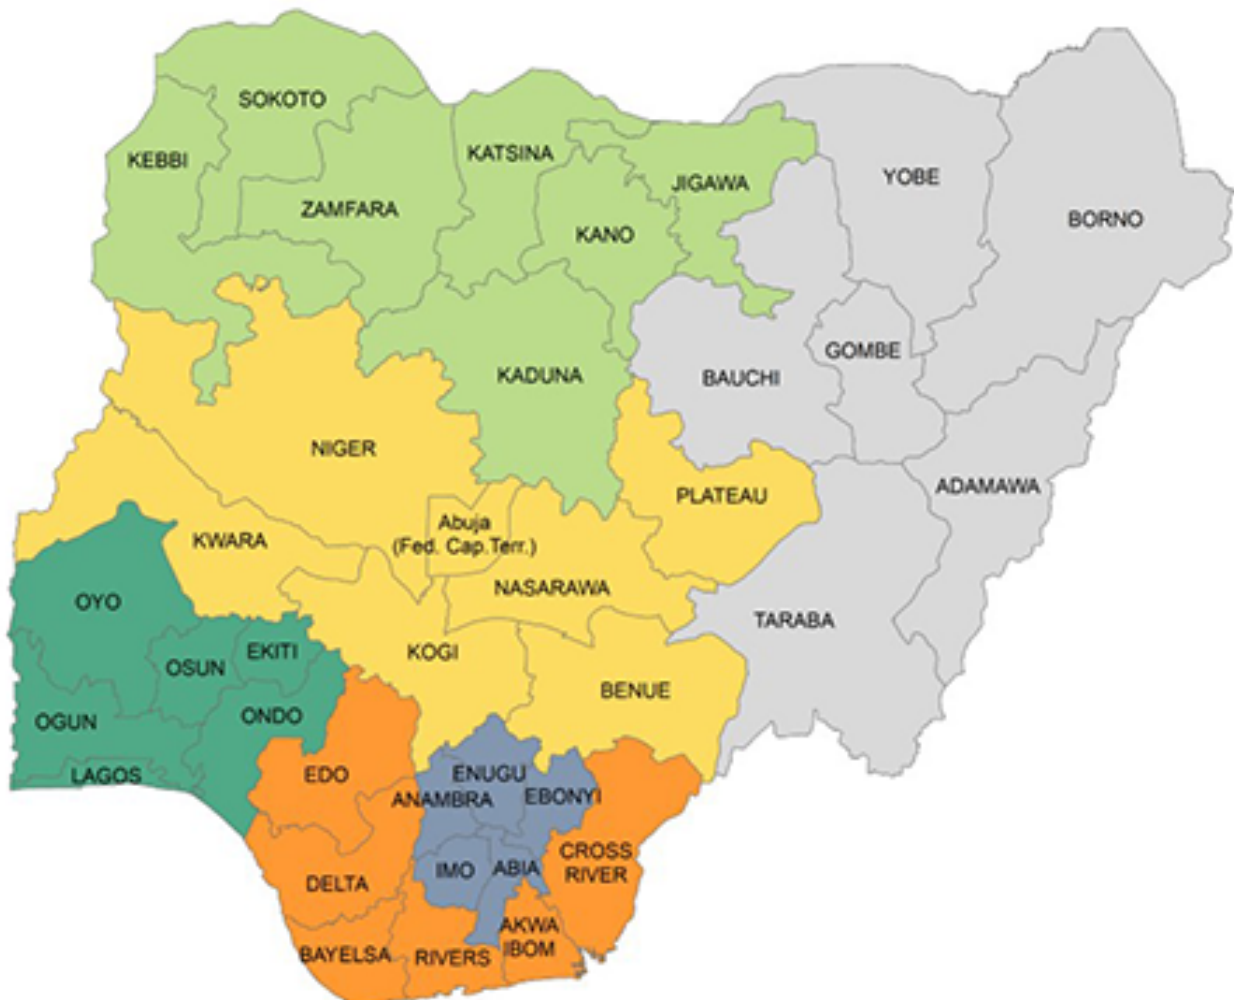 SOKOTO
KEBBI
KATSINA
ZAMFARA
JIGAWA
KANO
YOBE
BORNO
KADUNA
BAUCHI
GOMBE
NIGER
PLATEAU
ADAMAWA
Abuja
(Fed. Cap.Terr.)
KWARA
NASARAWA
OYO
TARABA
OSUN
EKITI
KOGI
BENUE
OGUN
ONDO
LAGOS
EDO
ENUGU
ANAMBRA
EBONYI
IMO
ABIA
CROSS
RIVER
DELTA
AKWA
IBOM
BAYELSA
RIVERS